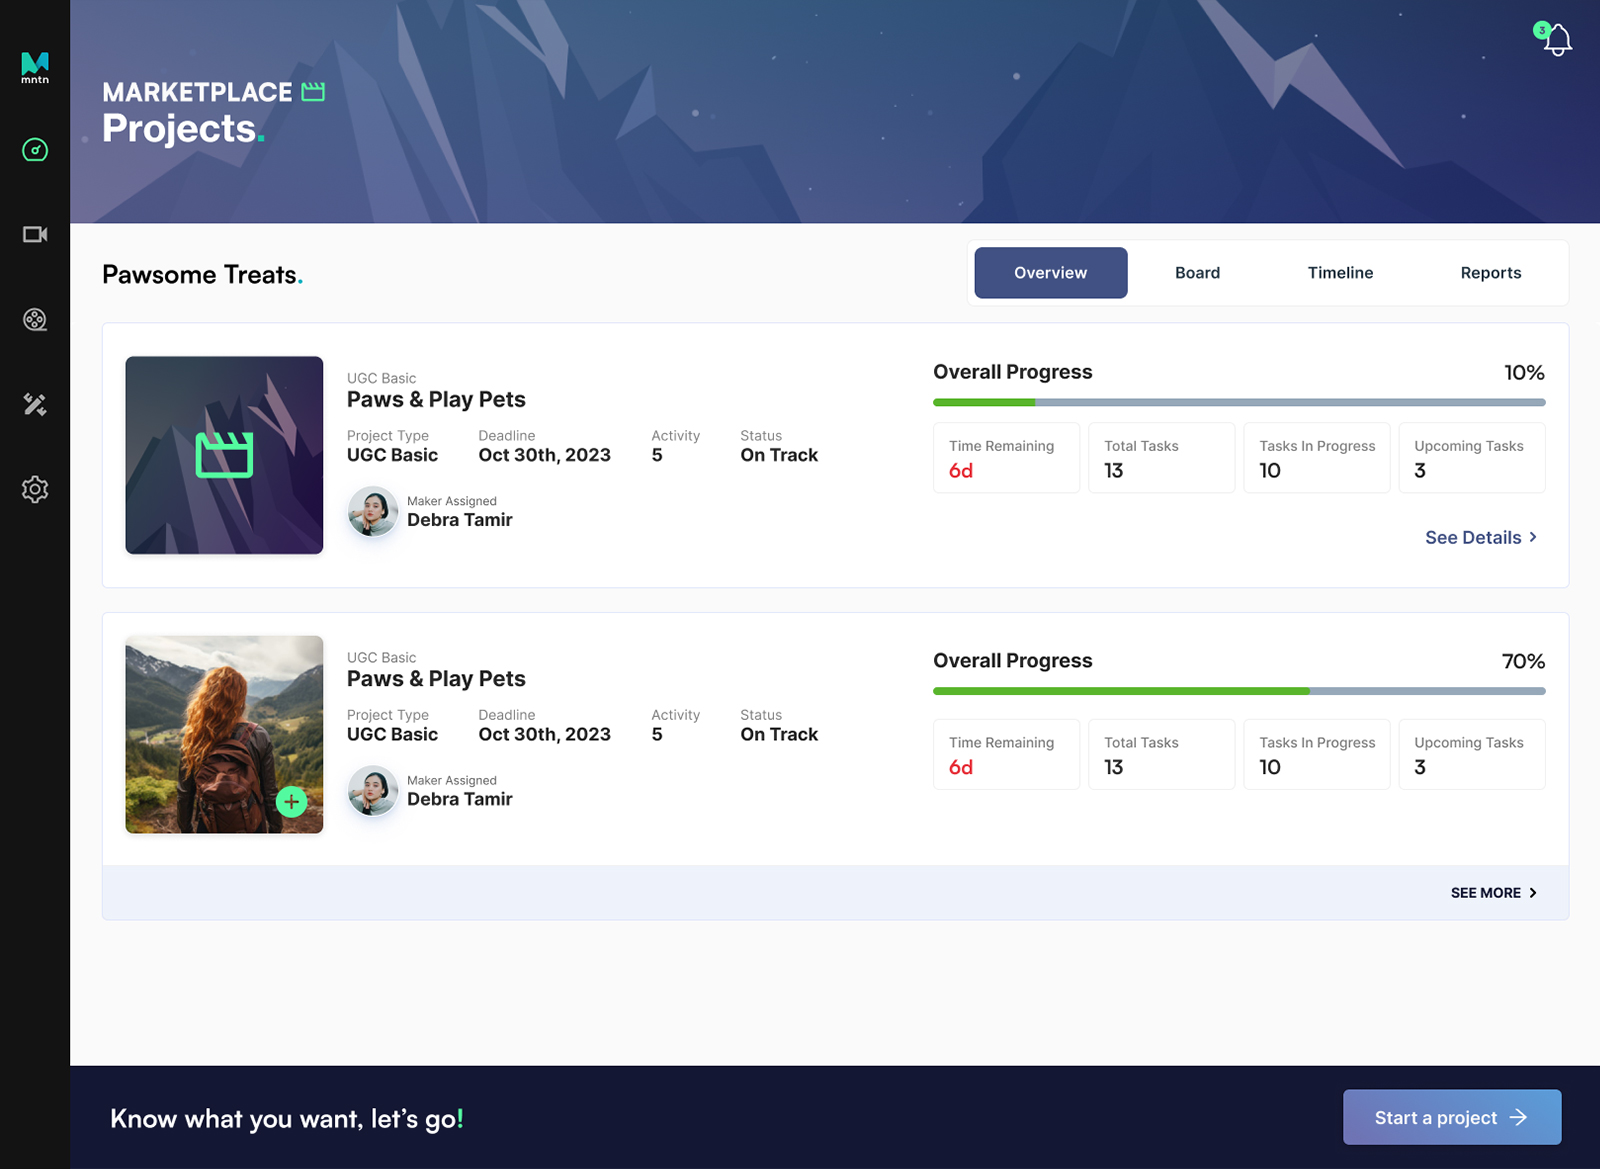 mntn
3
MARKETPLACE
Projects.
Pawsome Treats.
Overview
Board
Timeline
Reports
UGC Basic
Paws & Play Pets
Project Type
UGC Basic
Deadline
Oct 30th, 2023
Activity
5
Status
On Track
Maker Assigned
Debra Tamir
Overall Progress
10%
Time Remaining
6d
Total Tasks
13
Tasks In Progress
10
Upcoming Tasks
3
See Details
UGC Basic
Paws & Play Pets
Project Type
UGC Basic
Deadline
Oct 30th, 2023
Activity
5
Status
On Track
Maker Assigned
Debra Tamir
Overall Progress
70%
Time Remaining
6d
Total Tasks
13
Tasks In Progress
10
Upcoming Tasks
3
SEE MORE
Know what you want, let’s go!
Start a project